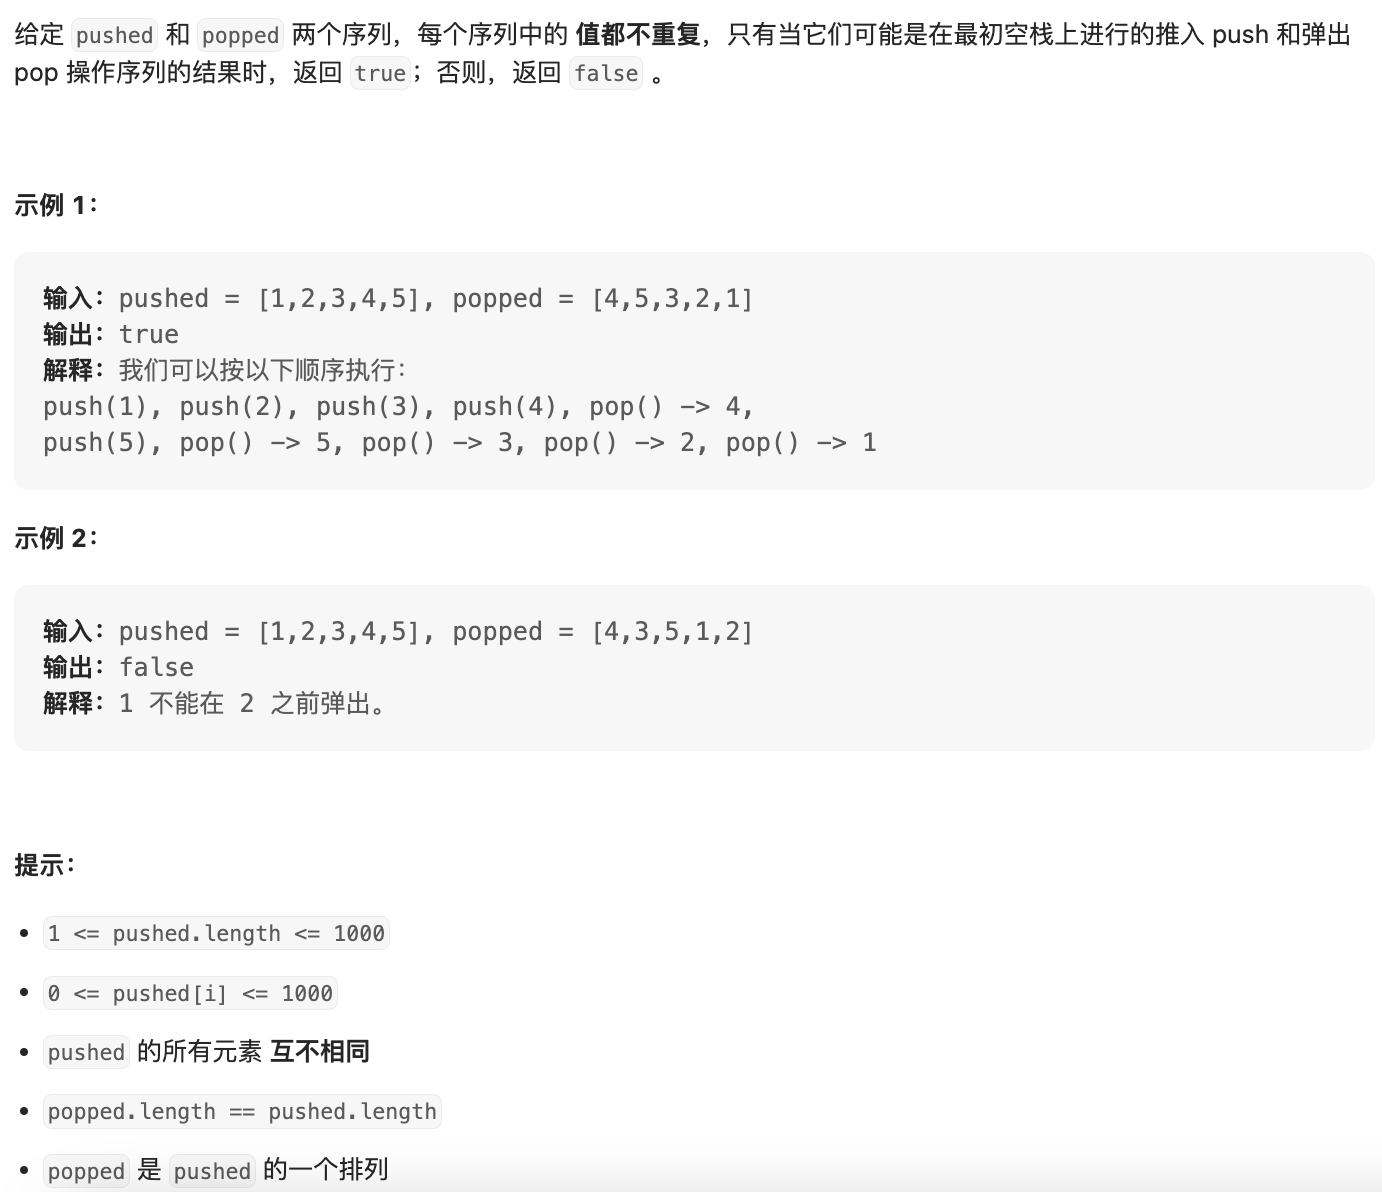 给定 pushed 和 popped 两个序列，每个序列中的 值都不重复，只有当它们可能是在最初空栈上进行的推入 push 和弹出
pop 操作序列的结果时，返回 true；否则，返回 false 。
示例 1：
输入：pushed = [1,2,3,4,5], popped = [4,5,3,2,1]
输出：true
解释：我们可以按以下顺序执行：
push(1), push(2), push(3), push(4), pop() -> 4,
push(5), pop() -> 5, pop() -> 3, pop() -> 2, pop() -> 1
示例 2：
输入：pushed = [1,2,3,4,5], popped = [4,3,5,1,2]
输出：false
解释：1 不能在 2 之前弹出。
提示：
• 1 <= pushed.length <= 1000
• 0 <= pushed[i] <= 1000
• pushed 的所有元素 互不相同
• popped.length == pushed.length
• popped 是 pushed 的一个排列